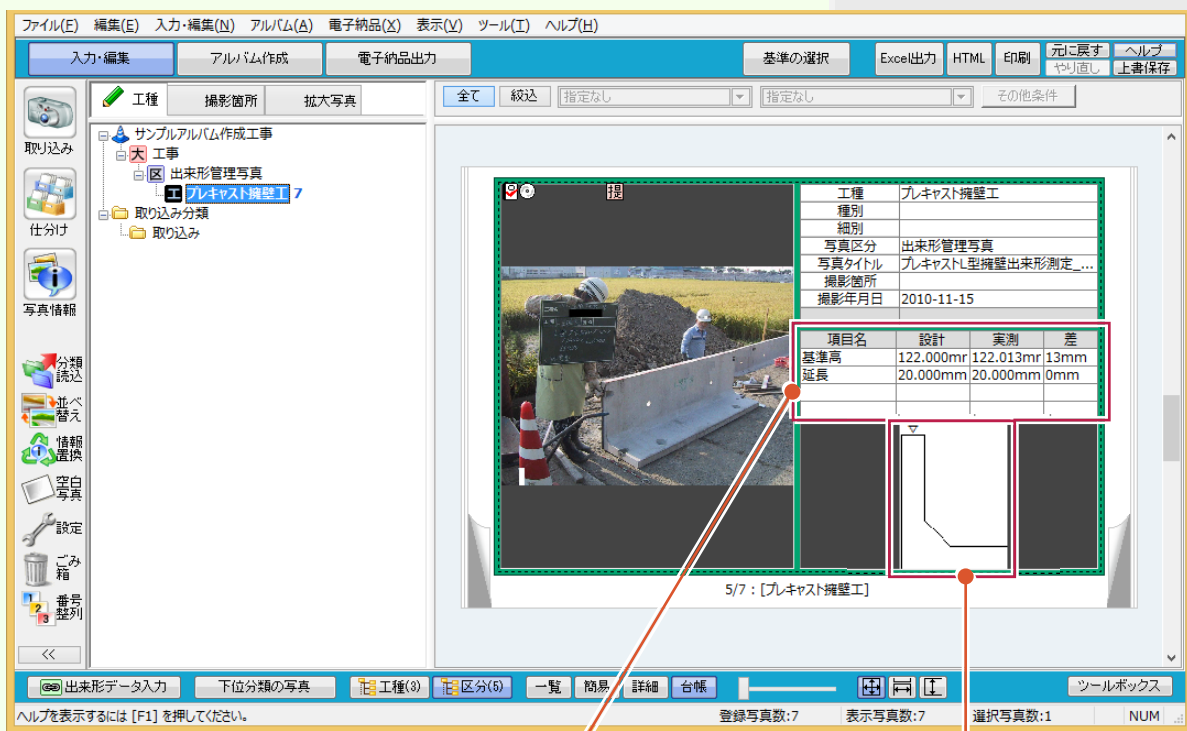 ファイル(F) 編集(E) 入力・編集(N) アルバム(A) 電子納品(X) 表示(V) ツール(T) ヘルプ(H)
入力・編集 アルバム作成 電子納品出力 基準の選択 Excel出力 HTML 印刷 元に戻す やり直し ヘルプ 上書保存
取り込み
仕分け
写真情報
分類読込
並べ替え
情報置換
空白写真
設定
ごみ箱
番号整列
<<
工種 撮影箇所 拡大写真
サンプルアルバム作成工事
大 工事
区 出来形管理写真
工 プレキャスト擁壁工 7
取り込み分類
取り込み
全て 絞込 指定なし 指定なし その他条件
提
工種 プレキャスト擁壁工
種別
細別
写真区分 出来形管理写真
写真タイトル プレキャストL型擁壁出来形測定_...
撮影箇所
撮影年月日 2010-11-15
項目名 設計 実測 差
基準高 122.000mr 122.013mr 13mm
延長 20.000mm 20.000mm 0mm
5/7 : [プレキャスト擁壁工]
出来形データ入力 下位分類の写真 工種(3) 区分(5) 一覧 簡易 詳細 台帳 ツールボックス
ヘルプを表示するには [F1] を押してください。 登録写真数:7 表示写真数:7 選択写真数:1 NUM